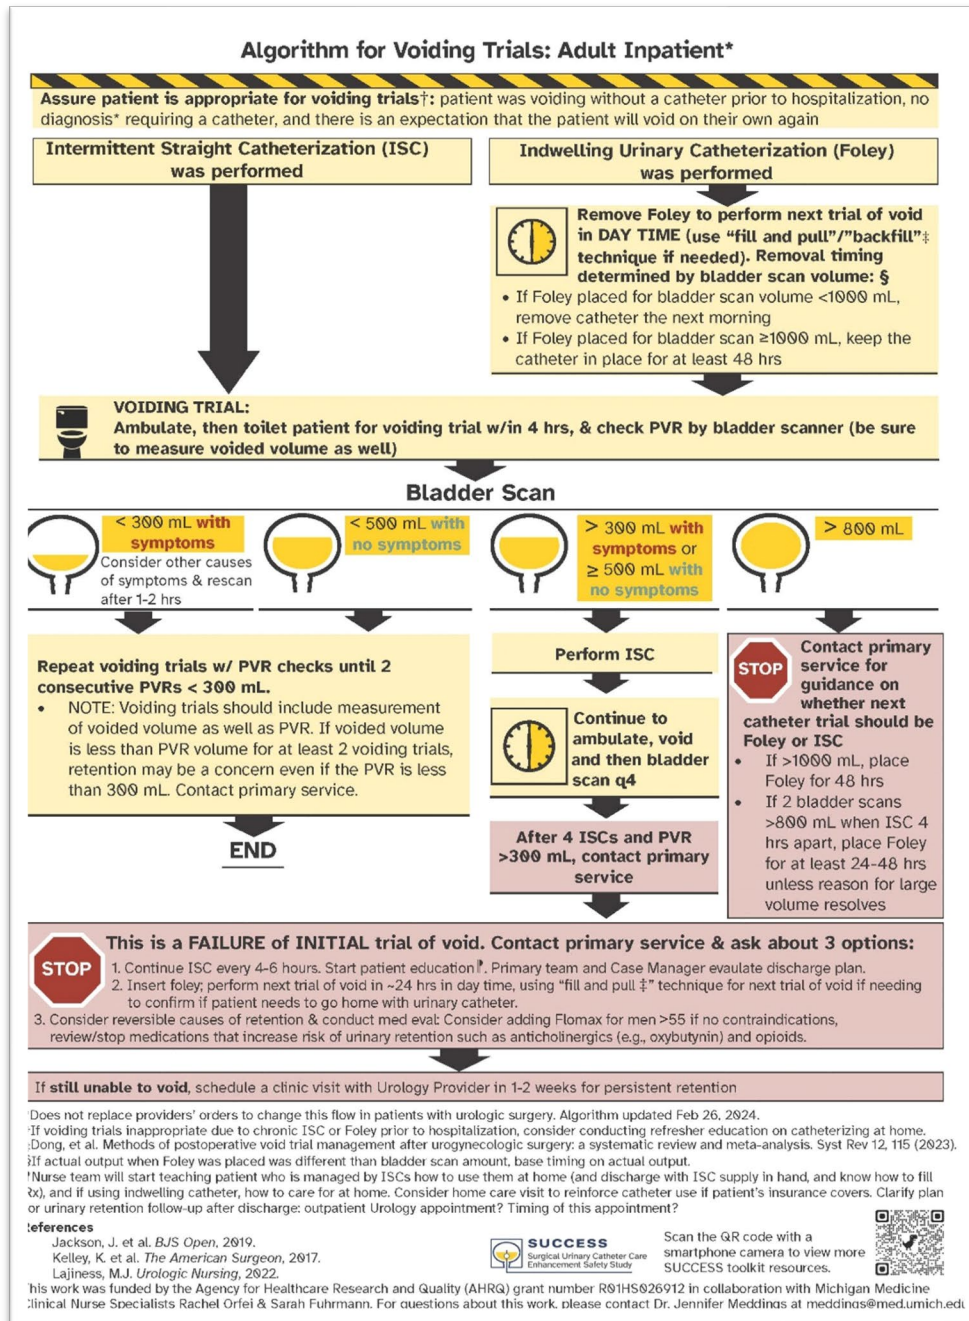 Algorithm for Voiding Trials: Adult Inpatient*
Assure patient is appropriate for voiding trials†: patient was voiding without a catheter prior to hospitalization, no
diagnosis* requiring a catheter, and there is an expectation that the patient will void on their own again
Intermittent Straight Catheterization (ISC)
was performed
Indwelling Urinary Catheterization (Foley)
was performed
Remove Foley to perform next trial of void
in DAY TIME (use “fill and pull”/”backfill”‡
technique if needed). Removal timing
determined by bladder scan volume: §
• If Foley placed for bladder scan volume <1000 mL,
remove catheter the next morning
• If Foley placed for bladder scan ≥1000 mL, keep the
catheter in place for at least 48 hrs
VOIDING TRIAL:
Ambulate, then toilet patient for voiding trial w/in 4 hrs, & check PVR by bladder scanner (be sure
to measure voided volume as well)
Bladder Scan
< 300 mL with
symptoms
Consider other causes
of symptoms & rescan
after 1-2 hrs
< 500 mL with
no symptoms
> 300 mL with
symptoms or
≥ 500 mL with
no symptoms
> 800 mL
Repeat voiding trials w/ PVR checks until 2
consecutive PVRs < 300 mL.
• NOTE: Voiding trials should include measurement
of voided volume as well as PVR. If voided volume
is less than PVR volume for at least 2 voiding trials,
retention may be a concern even if the PVR is less
than 300 mL. Contact primary service.
END
Perform ISC
Continue to
ambulate, void
and then bladder
scan q4
After 4 ISCs and PVR
>300 mL, contact primary
service
STOP
Contact primary
service for
guidance on
whether next
catheter trial should be
Foley or ISC
• If >1000 mL, place
Foley for 48 hrs
• If 2 bladder scans
>800 mL when ISC 4
hrs apart, place Foley
for at least 24-48 hrs
unless reason for large
volume resolves
STOP
This is a FAILURE of INITIAL trial of void. Contact primary service & ask about 3 options:
1. Continue ISC every 4-6 hours. Start patient education⁋. Primary team and Case Manager evaulate discharge plan.
2. Insert foley; perform next trial of void in ~24 hrs in day time, using “fill and pull ‡” technique for next trial of void if needing
to confirm if patient needs to go home with urinary catheter.
3. Consider reversible causes of retention & conduct med eval: Consider adding Flomax for men >55 if no contraindications,
review/stop medications that increase risk of urinary retention such as anticholinergics (e.g., oxybutynin) and opioids.
If still unable to void, schedule a clinic visit with Urology Provider in 1-2 weeks for persistent retention
Does not replace providers’ orders to change this flow in patients with urologic surgery. Algorithm updated Feb 26, 2024.
If voiding trials inappropriate due to chronic ISC or Foley prior to hospitalization, consider conducting refresher education on catheterizing at home.
Dong, et al. Methods of postoperative void trial management after urogynecologic surgery: a systematic review and meta-analysis. Syst Rev 12, 115 (2023).
If actual output when Foley was placed was different than bladder scan amount, base timing on actual output.
Nurse team will start teaching patient who is managed by ISCs how to use them at home (and discharge with ISC supply in hand, and know how to fill
Rx), and if using indwelling catheter, how to care for at home. Consider home care visit to reinforce catheter use if patient’s insurance covers. Clarify plan
or urinary retention follow-up after discharge: outpatient Urology appointment? Timing of this appointment?
References
Jackson, J. et al. BJS Open, 2019.
Kelley, K. et al. The American Surgeon, 2017.
Lajiness, M.J. Urologic Nursing, 2022.
SUCCESS
Surgical Urinary Catheter Care
Enhancement Safety Study
Scan the QR code with a
smartphone camera to view more
SUCCESS toolkit resources.
This work was funded by the Agency for Healthcare Research and Quality (AHRQ) grant number R01HS026912 in collaboration with Michigan Medicine
Clinical Nurse Specialists Rachel Orfei & Sarah Fuhrmann. For questions about this work, please contact Dr. Jennifer Meddings at meddings@med.umich.edu